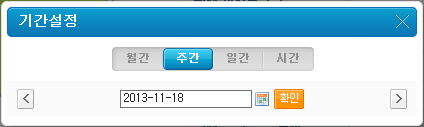 기간설정
월간 주간 일간 시간
2013-11-18 확인